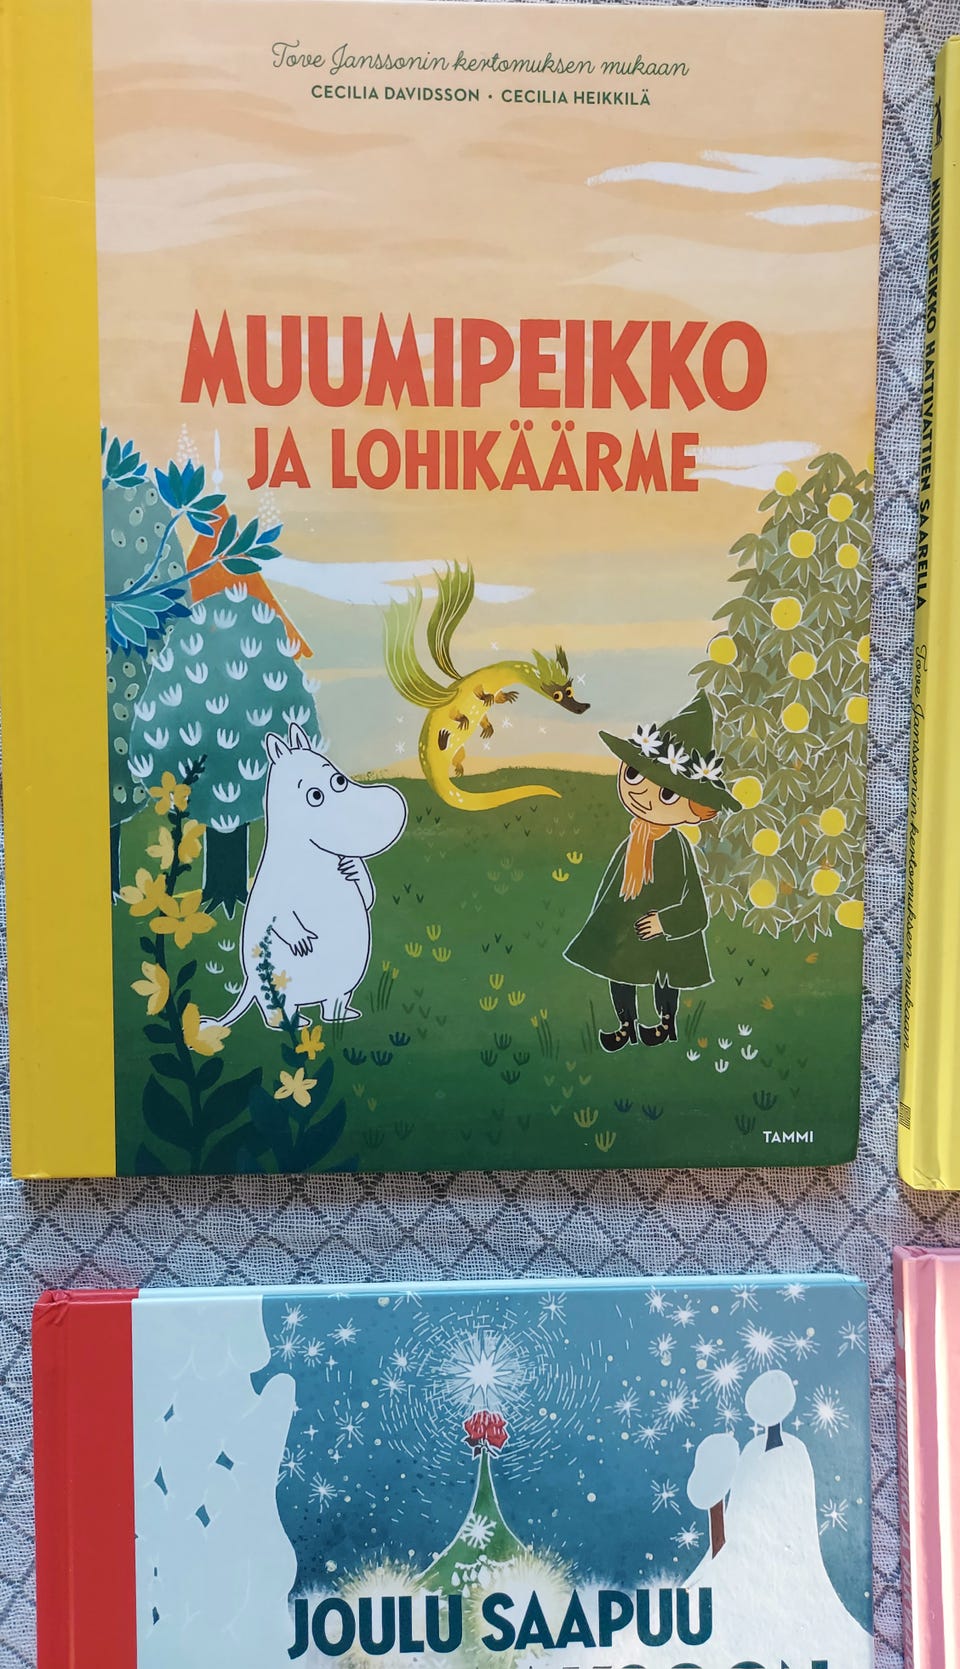 Tove Janssonin kertomuksen mukaan
CECILIA DAVIDSSON • CECILIA HEIKKILÄ
MUUMIPEIKKO
JA LOHIKÄÄRME
TAMMI
MUUMIPEIKKO HATTIVATTIEN SAARELLA
Tove Janssonin kertomuksen mukaan
JOULU SAAPUU